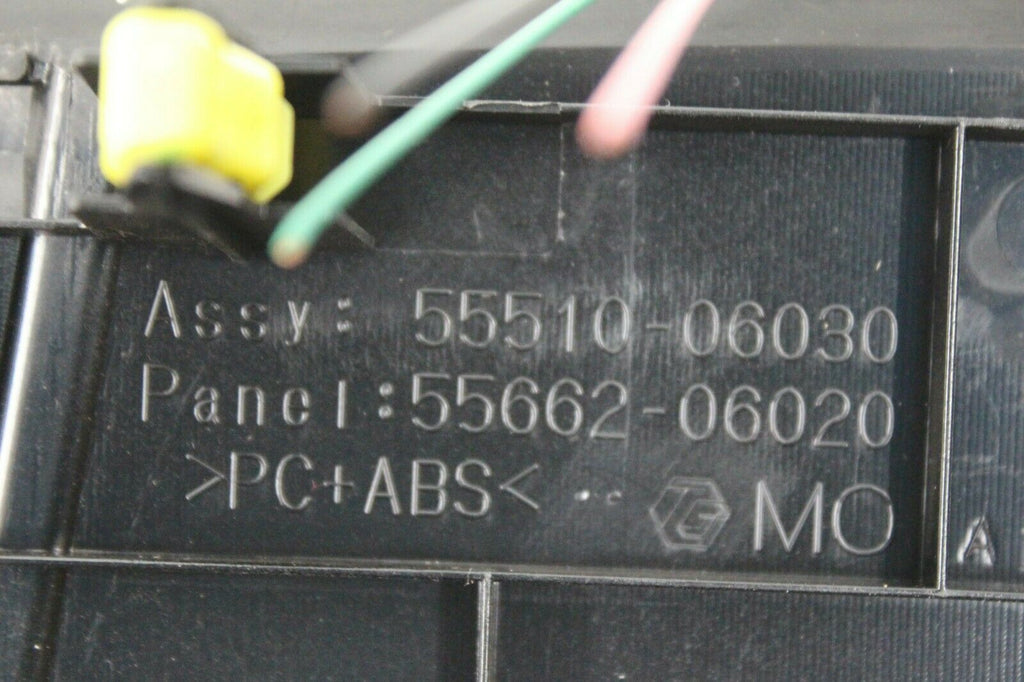 Assy: 55510-06030
Panel:55662-06020
>PC+ABS<
MO
A